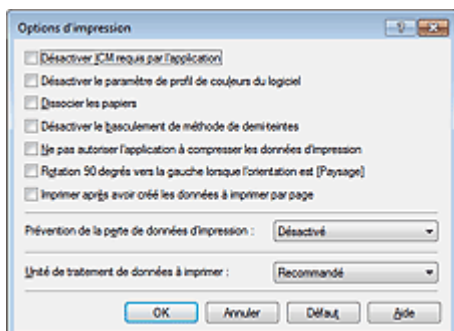 Options d'impression
Désactiver ICM requis par l'application
Désactiver le paramètre de profil de couleurs du logiciel
Dissocier les papiers
Désactiver le basculement de méthode de demi-teintes
Ne pas autoriser l'application à compresser les données d'impression
Rotation 90 degrés vers la gauche lorsque l'orientation est [Paysage]
Imprimer après avoir créé les données à imprimer par page
Prévention de la perte de données d'impression : Désactivé
Unité de traitement de données à imprimer : Recommandé
OK Annuler Défaut Aide